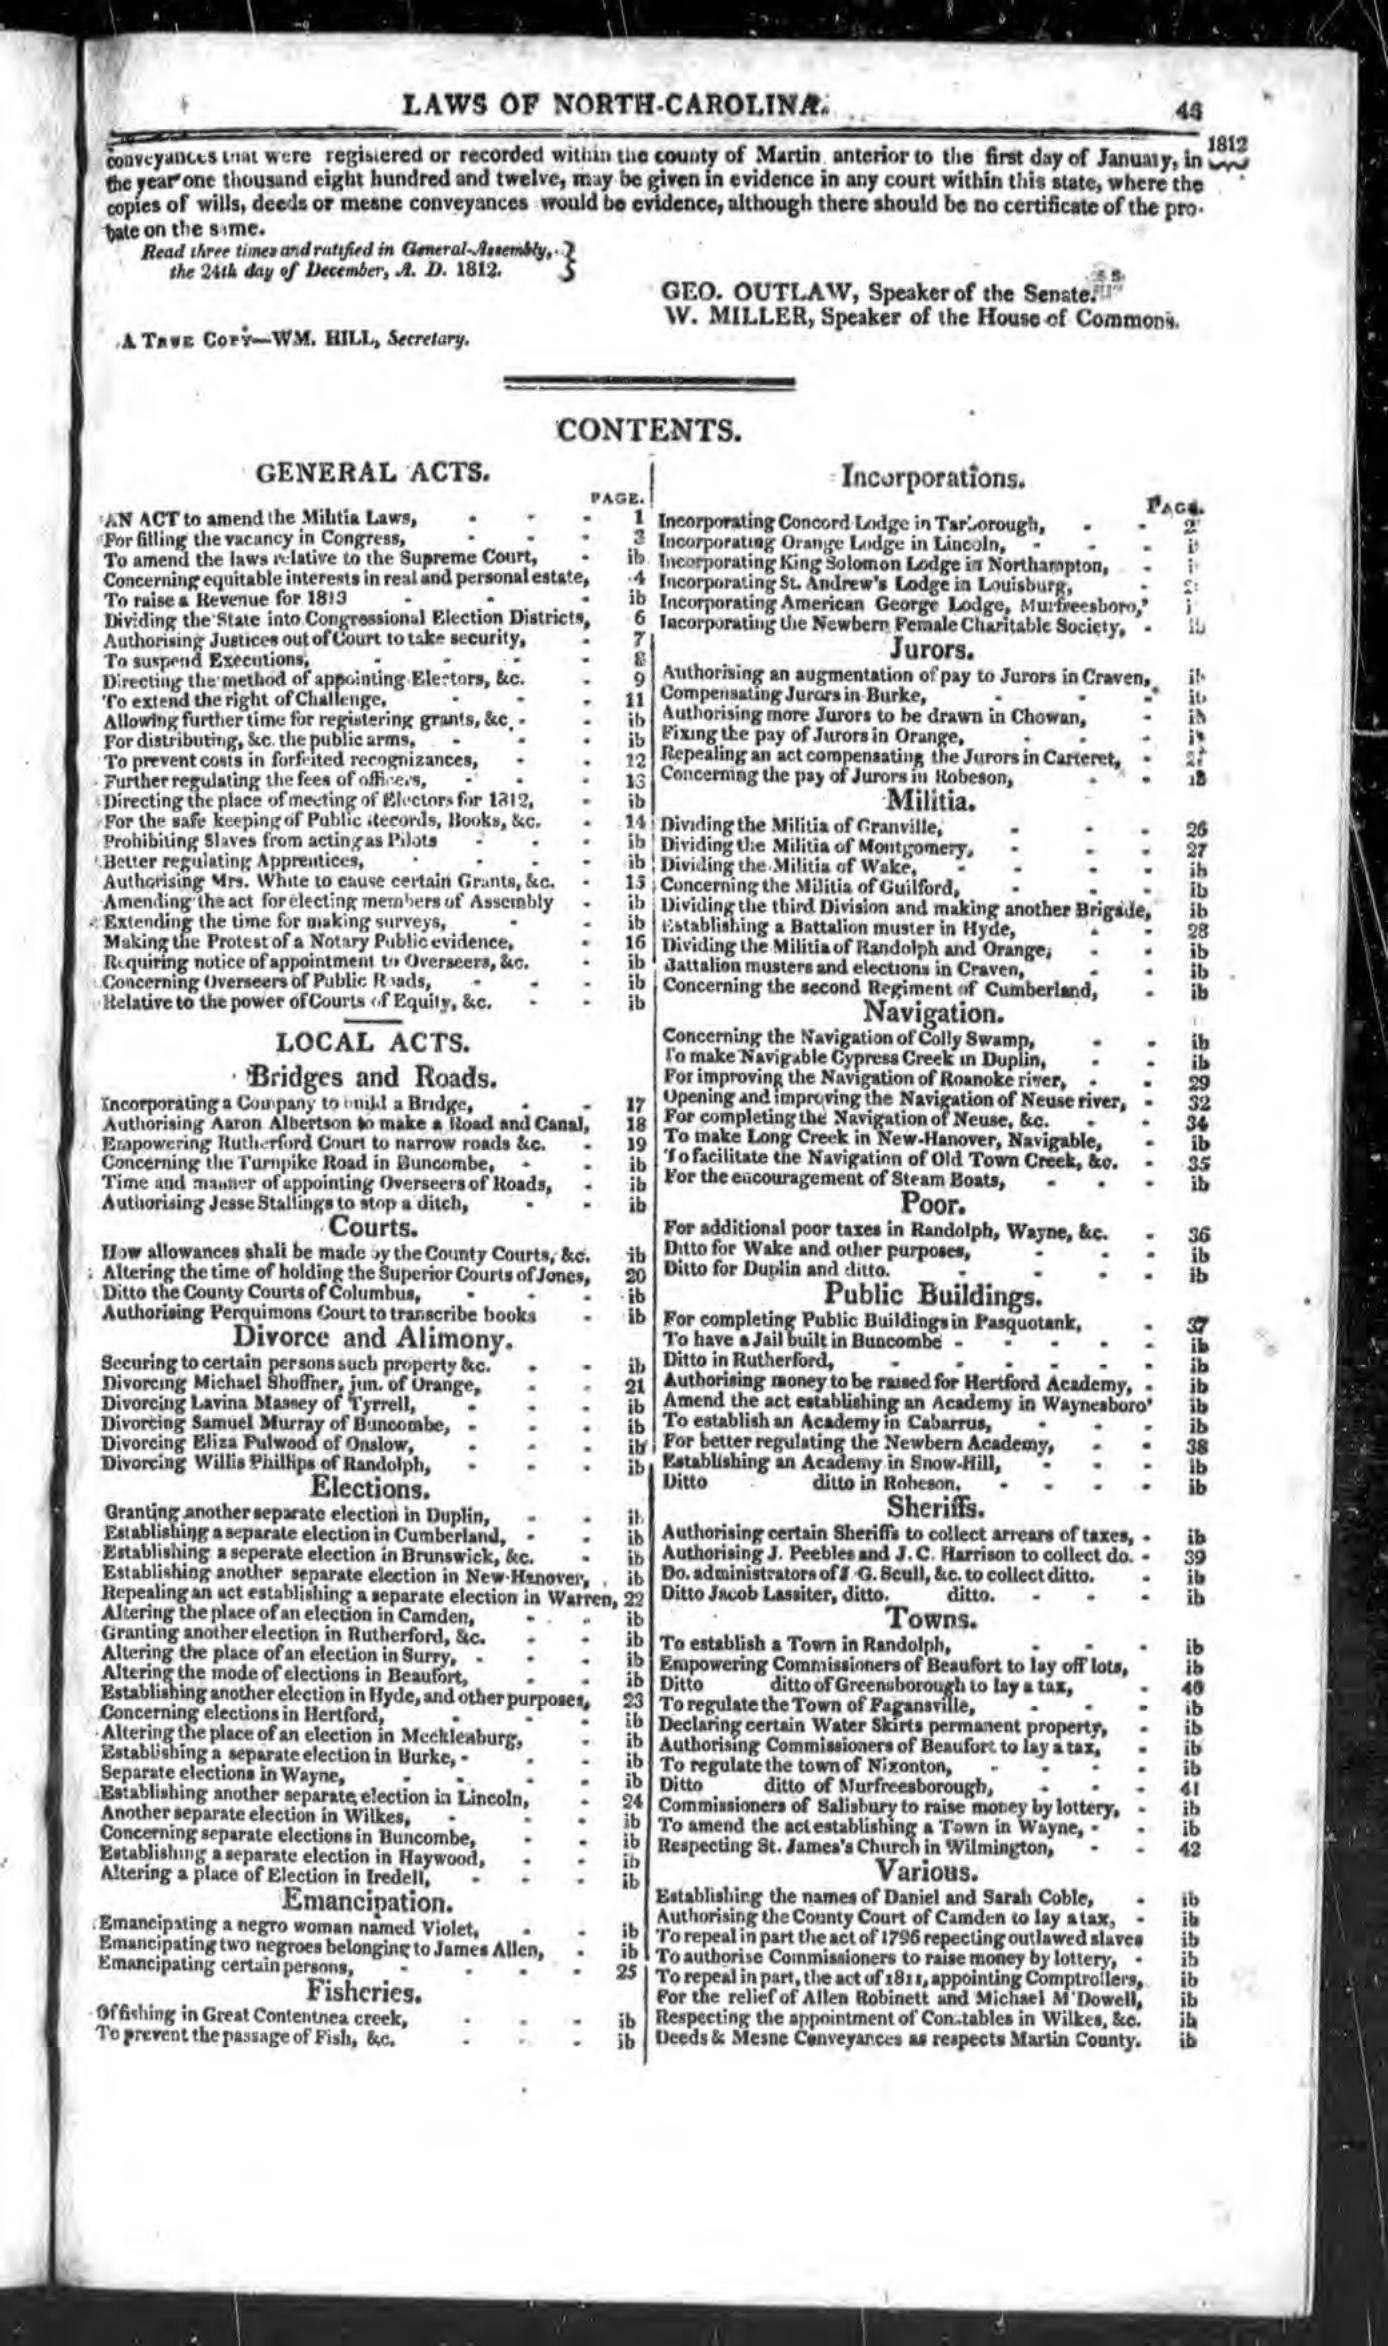 LAWS OF NORTH-CAROLINA.
1812
conveyances that were registered or recorded within the county of Martin anterior to the first day of January, in
the year one thousand eight hundred and twelve, may be given in evidence in any court within this state, where the
copies of wills, deeds or mesne conveyances would be evidence, although there should be no certificate of the pro-
bate on the same.
Read three times and ratified in General-Assembly, }
the 24th day of December, A. D. 1812.
GEO. OUTLAW, Speaker of the Senate.
W. MILLER, Speaker of the House of Commons.
A TRUE COPY—WM. HILL, Secretary.
CONTENTS.
GENERAL ACTS.
PAGE.
AN ACT to amend the Militia Laws, - - - 1
For filling the vacancy in Congress, - - - 3
To amend the laws relative to the Supreme Court, - ib
Concerning equitable interests in real and personal estate, 4
To raise a Revenue for 1813 - - - ib
Dividing the State into Congressional Election Districts, 6
Authorising Justices out of Court to take security, - 7
To suspend Executions, - - - - 8
Directing the method of appointing Electors, &c. - 9
To extend the right of Challenge, - - - 11
Allowing further time for registering grants, &c. - - ib
For distributing, &c. the public arms, - - - ib
To prevent costs in forfeited recognizances, - - 12
Further regulating the fees of officers, - - - 13
Directing the place of meeting of Electors for 1812, - ib
For the safe keeping of Public Records, Books, &c. - 14
Prohibiting Slaves from acting as Pilots - - - ib
Better regulating Apprentices, - - - - ib
Authorising Mrs. White to cause certain Grants, &c. - 15
Amending the act for electing members of Assembly - ib
Extending the time for making surveys, - - ib
Making the Protest of a Notary Public evidence, - 16
Requiring notice of appointment to Overseers, &c. - ib
Concerning Overseers of Public Roads, - - - ib
Relative to the power of Courts of Equity, &c. - - ib
LOCAL ACTS.
Bridges and Roads.
Incorporating a Company to build a Bridge, - - 17
Authorising Aaron Albertson to make a Road and Canal, 18
Empowering Rutherford Court to narrow roads &c. - 19
Concerning the Turnpike Road in Buncombe, - - ib
Time and manner of appointing Overseers of Roads, - ib
Authorising Jesse Stallings to stop a ditch, - - ib
Courts.
How allowances shall be made by the County Courts, &c. ib
Altering the time of holding the Superior Courts of Jones, 20
Ditto the County Courts of Columbus, - - - ib
Authorising Perquimons Court to transcribe books - ib
Divorce and Alimony.
Securing to certain persons such property &c. - - ib
Divorcing Michael Shoffner, jun. of Orange, - - 21
Divorcing Lavina Massey of Tyrrell, - - - ib
Divorcing Samuel Murray of Buncombe, - - - ib
Divorcing Eliza Fulwood of Onslow, - - - ib
Divorcing Willis Phillips of Randolph, - - - ib
Elections.
Granting another separate election in Duplin, - - ib
Establishing a separate election in Cumberland, - - ib
Establishing a seperate election in Brunswick, &c. - ib
Establishing another separate election in New-Hanover, ib
Repealing an act establishing a separate election in Warren, 22
Altering the place of an election in Camden, - - ib
Granting another election in Rutherford, &c. - - ib
Altering the place of an election in Surry, - - - ib
Altering the mode of elections in Beaufort, - - ib
Establishing another election in Hyde, and other purposes, 23
Concerning elections in Hertford, - - - ib
Altering the place of an election in Mecklenburg, - ib
Establishing a separate election in Burke, - - - ib
Separate elections in Wayne, - - - - ib
Establishing another separate election in Lincoln, - 24
Another separate election in Wilkes, - - - ib
Concerning separate elections in Buncombe, - - ib
Establishing a separate election in Haywood, - - ib
Altering a place of Election in Iredell, - - - ib
Emancipation.
Emancipating a negro woman named Violet, - - ib
Emancipating two negroes belonging to James Allen, - ib
Emancipating certain persons, - - - - 25
Fisheries.
Of fishing in Great Contentnea creek, - - - ib
To prevent the passage of Fish, &c. - - - ib
Incorporations.
PAGE.
Incorporating Concord Lodge in Tarborough, - -
Incorporating Orange Lodge in Lincoln, - - -
Incorporating King Solomon Lodge in Northampton, -
Incorporating St. Andrew's Lodge in Louisburg, -
Incorporating American George Lodge, Murfreesboro,'
Incorporating the Newbern Female Charitable Society, - ib
Jurors.
Authorising an augmentation of pay to Jurors in Craven, ib
Compensating Jurors in Burke, - - - ib
Authorising more Jurors to be drawn in Chowan, - ib
Fixing the pay of Jurors in Orange, - - -
Repealing an act compensating the Jurors in Carteret, -
Concerning the pay of Jurors in Robeson, - - ib
Militia.
Dividing the Militia of Granville, - - - 26
Dividing the Militia of Montgomery, - - - 27
Dividing the Militia of Wake, - - - - ib
Concerning the Militia of Guilford, - - - ib
Dividing the third Division and making another Brigade, ib
Establishing a Battalion muster in Hyde, - - 28
Dividing the Militia of Randolph and Orange, - ib
Battalion musters and elections in Craven, - - ib
Concerning the second Regiment of Cumberland, - ib
Navigation.
Concerning the Navigation of Colly Swamp, - - ib
To make Navigable Cypress Creek in Duplin, - - ib
For improving the Navigation of Roanoke river, - - 29
Opening and improving the Navigation of Neuse river, - 32
For completing the Navigation of Neuse, &c. - - 34
To make Long Creek in New-Hanover, Navigable, - ib
To facilitate the Navigation of Old Town Creek, &c. - 35
For the encouragement of Steam Boats, - - - ib
Poor.
For additional poor taxes in Randolph, Wayne, &c. - 36
Ditto for Wake and other purposes, - - - ib
Ditto for Duplin and ditto. - - - - ib
Public Buildings.
For completing Public Buildings in Pasquotank, - 37
To have a Jail built in Buncombe - - - - - ib
Ditto in Rutherford, - - - - - - ib
Authorising money to be raised for Hertford Academy, - ib
Amend the act establishing an Academy in Waynesboro' ib
To establish an Academy in Cabarrus, - - - ib
For better regulating the Newbern Academy, - - 38
Establishing an Academy in Snow-Hill, - - - ib
Ditto ditto in Robeson. - - - - ib
Sheriffs.
Authorising certain Sheriffs to collect arrears of taxes, - ib
Authorising J. Peebles and J. C. Harrison to collect do. - 39
Do. administrators of J G. Scull, &c. to collect ditto. - ib
Ditto Jacob Lassiter, ditto. ditto. - - - ib
Towns.
To establish a Town in Randolph, - - - ib
Empowering Commissioners of Beaufort to lay off lots, ib
Ditto ditto of Greensborough to lay a tax, - 40
To regulate the Town of Fagansville, - - - ib
Declaring certain Water Skirts permanent property, - ib
Authorising Commissioners of Beaufort to lay a tax, - ib
To regulate the town of Nixonton, - - - - ib
Ditto ditto of Murfreesborough, - - - 41
Commissioners of Salisbury to raise money by lottery, - ib
To amend the act establishing a Town in Wayne, - - ib
Respecting St. James's Church in Wilmington, - - 42
Various.
Establishing the names of Daniel and Sarah Coble, - ib
Authorising the County Court of Camden to lay a tax, - ib
To repeal in part the act of 1796 repecting outlawed slaves ib
To authorise Commissioners to raise money by lottery, - ib
To repeal in part, the act of 1811, appointing Comptrollers, ib
For the relief of Allen Robinett and Michael M'Dowell, ib
Respecting the appointment of Constables in Wilkes, &c. ib
Deeds & Mesne Conveyances as respects Martin County. ib